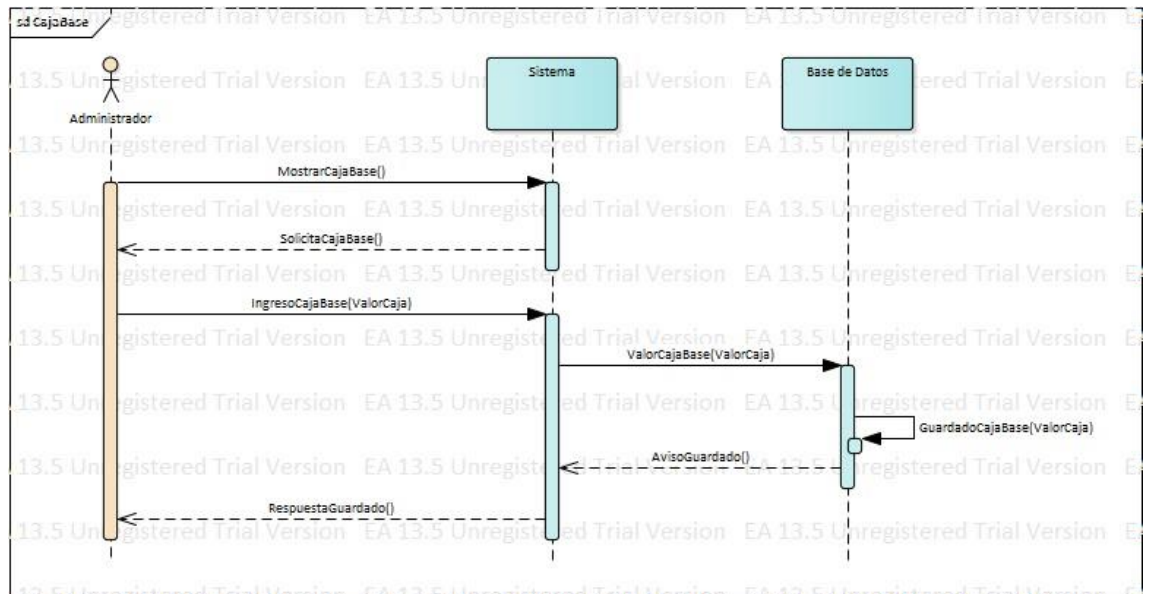 sd CajaBase
Administrador
Sistema
Base de Datos
MostrarCajaBase()
SolicitaCajaBase()
IngresoCajaBase(ValorCaja)
ValorCajaBase(ValorCaja)
GuardadoCajaBase(ValorCaja)
AvisoGuardado()
RespuestaGuardado()
EA 13.5 Unregistered Trial Version